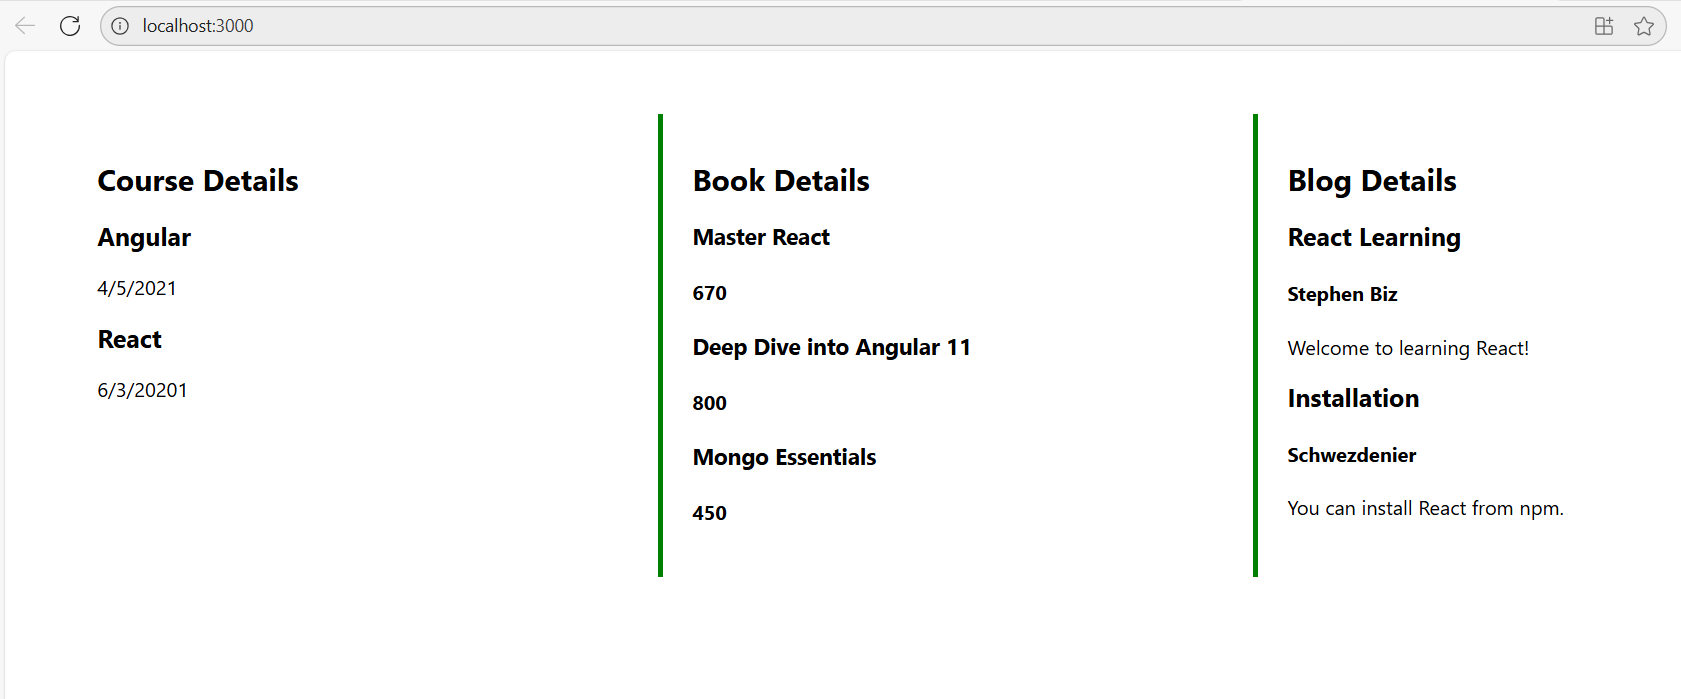 localhost:3000
Course Details
Angular
4/5/2021
React
6/3/20201
Book Details
Master React
670
Deep Dive into Angular 11
800
Mongo Essentials
450
Blog Details
React Learning
Stephen Biz
Welcome to learning React!
Installation
Schwezdenier
You can install React from npm.